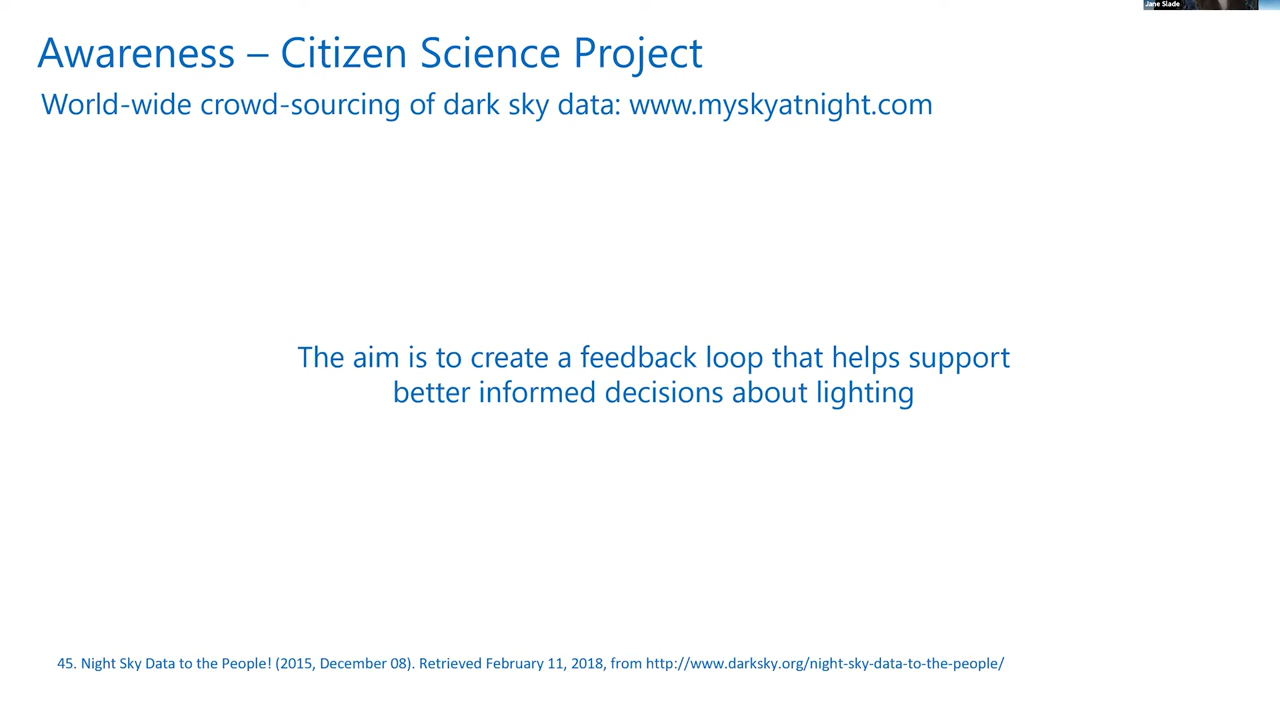 Jane Slade
Awareness – Citizen Science Project
World-wide crowd-sourcing of dark sky data: www.myskyatnight.com
The aim is to create a feedback loop that helps support
better informed decisions about lighting
45. Night Sky Data to the People! (2015, December 08). Retrieved February 11, 2018, from http://www.darksky.org/night-sky-data-to-the-people/